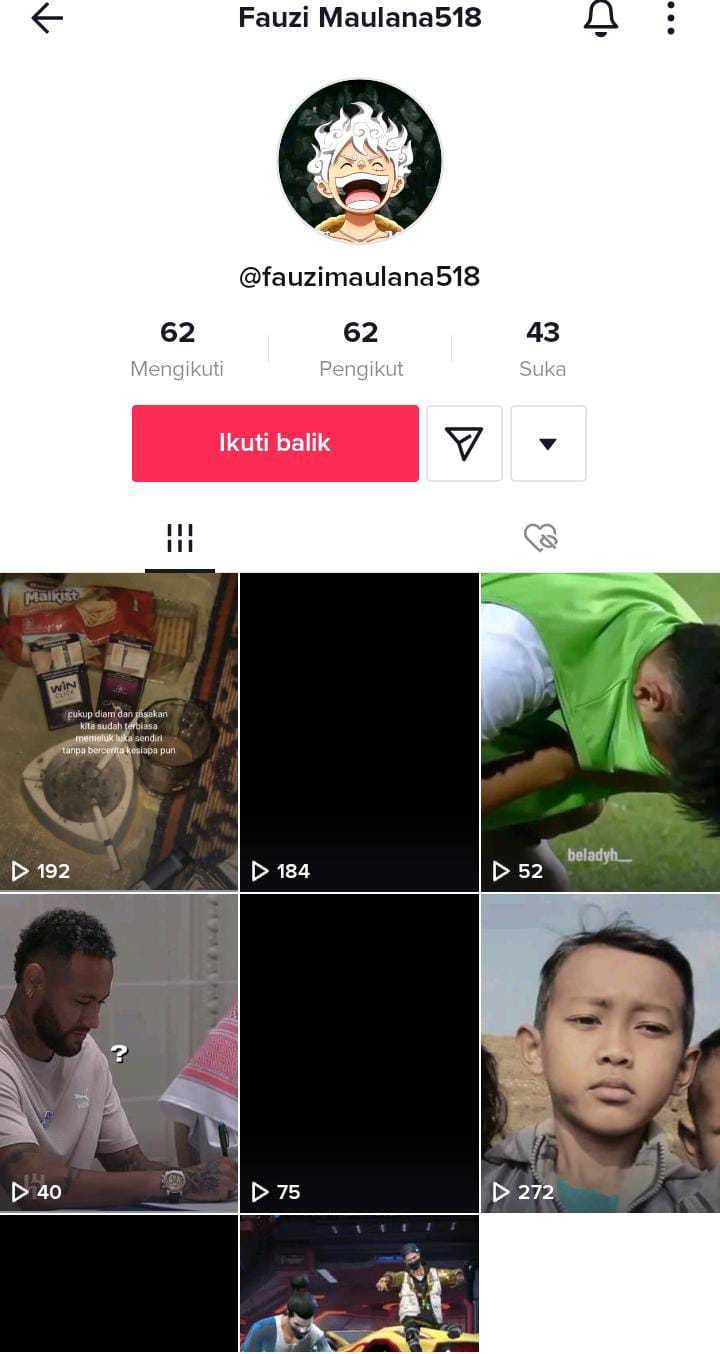 Fauzi Maulana518
@fauzimaulana518
62
62
43
Mengikuti
Pengikut
Suka
Ikuti balik
Malkist
WIN
CLICK
cukup diam dan rasakan
kita sudah terbiasa
memeluk luka sendiri
tanpa bercerita kesiapa pun
192
184
beladyh__
52
?
40
75
272